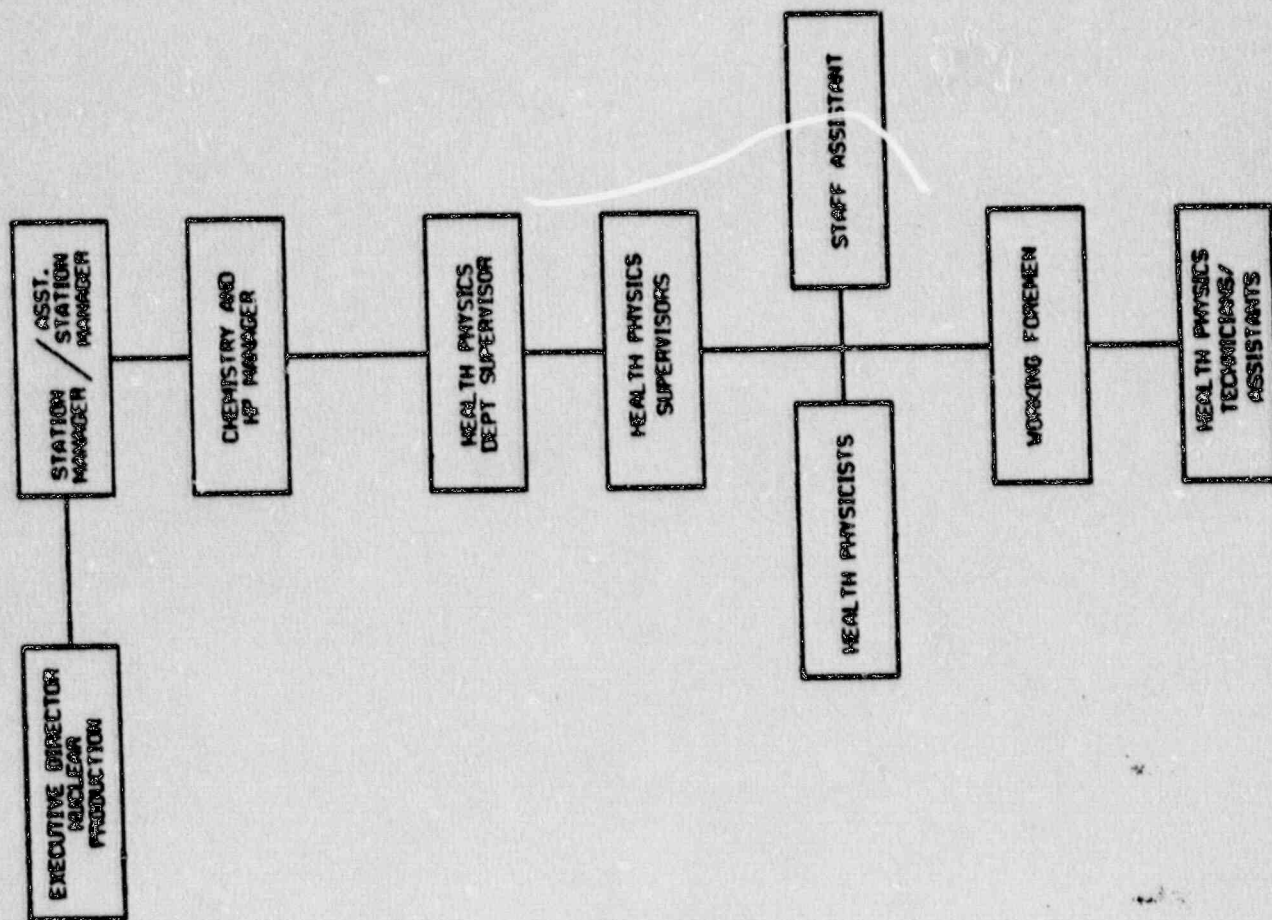 EXECUTIVE DIRECTOR
NUCLEAR
PRODUCTION
STATION / ASST.
MANAGER / STATION
MANAGER
CHEMISTRY AND
HP MANAGER
HEALTH PHYSICS
DEPT SUPERVISOR
HEALTH PHYSICS
SUPERVISORS
HEALTH PHYSICISTS
STAFF ASSISTANT
WORKING FOREMEN
HEALTH PHYSICS
TECHNICIANS/
ASSISTANTS